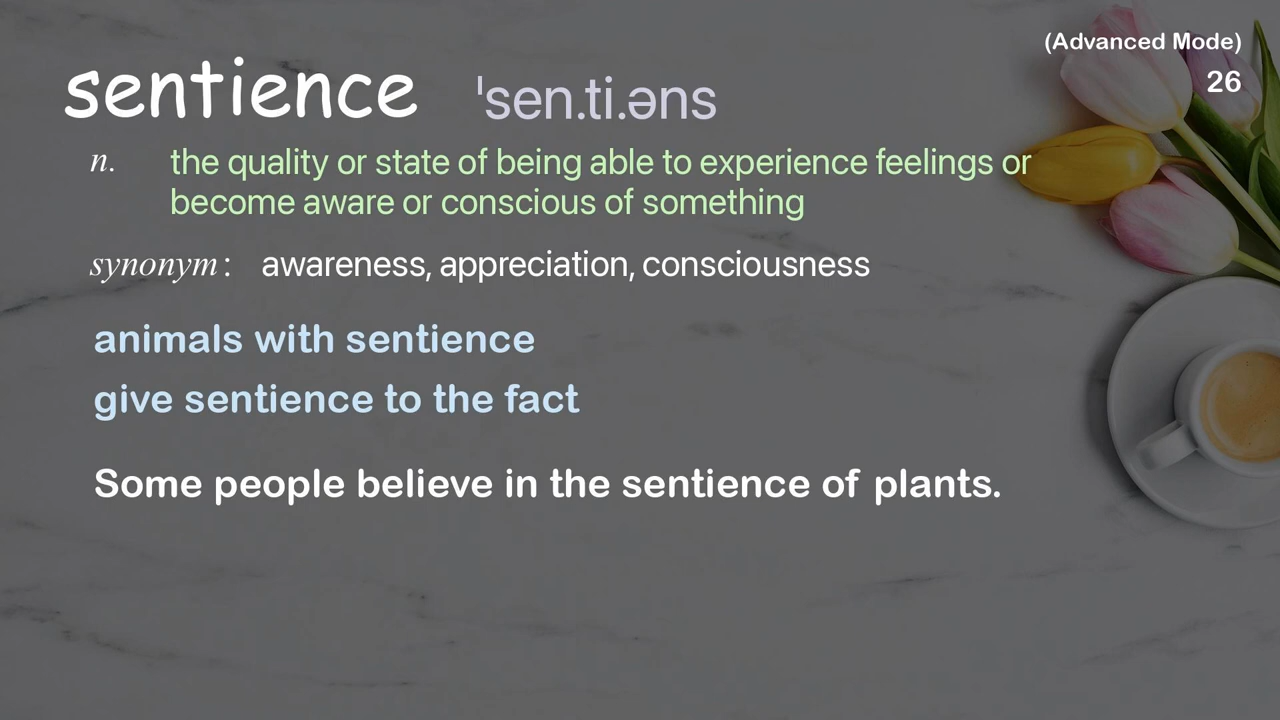 (Advanced Mode)
26
sentience ˈsen.ti.əns
n. the quality or state of being able to experience feelings or
become aware or conscious of something
synonym: awareness, appreciation, consciousness
animals with sentience
give sentience to the fact
Some people believe in the sentience of plants.